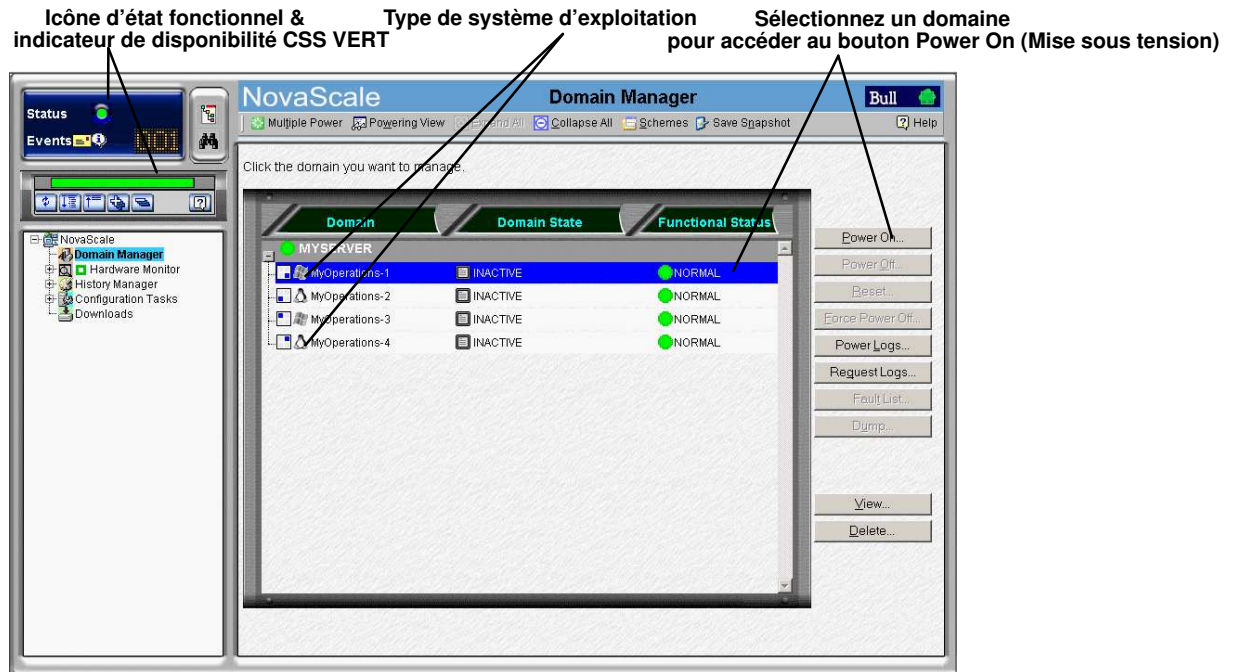 Icône d'état fonctionnel &
indicateur de disponibilité CSS VERT
Type de système d'exploitation
Sélectionnez un domaine
pour accéder au bouton Power On (Mise sous tension)
Status
Events
NovaScale
Domain Manager
Bull
Multiple Power
Powering View
Expand All
Collapse All
Schemes
Save Snapshot
Help
Click the domain you want to manage.
NovaScale
Domain Manager
Hardware Monitor
History Manager
Configuration Tasks
Downloads
Domain
Domain State
Functional Status
MYSERVER
MyOperations-1
INACTIVE
NORMAL
MyOperations-2
INACTIVE
NORMAL
MyOperations-3
INACTIVE
NORMAL
MyOperations-4
INACTIVE
NORMAL
Power On...
Power Off...
Reset...
Force Power Off...
Power Logs...
Request Logs...
Fault List...
Dump...
View...
Delete...